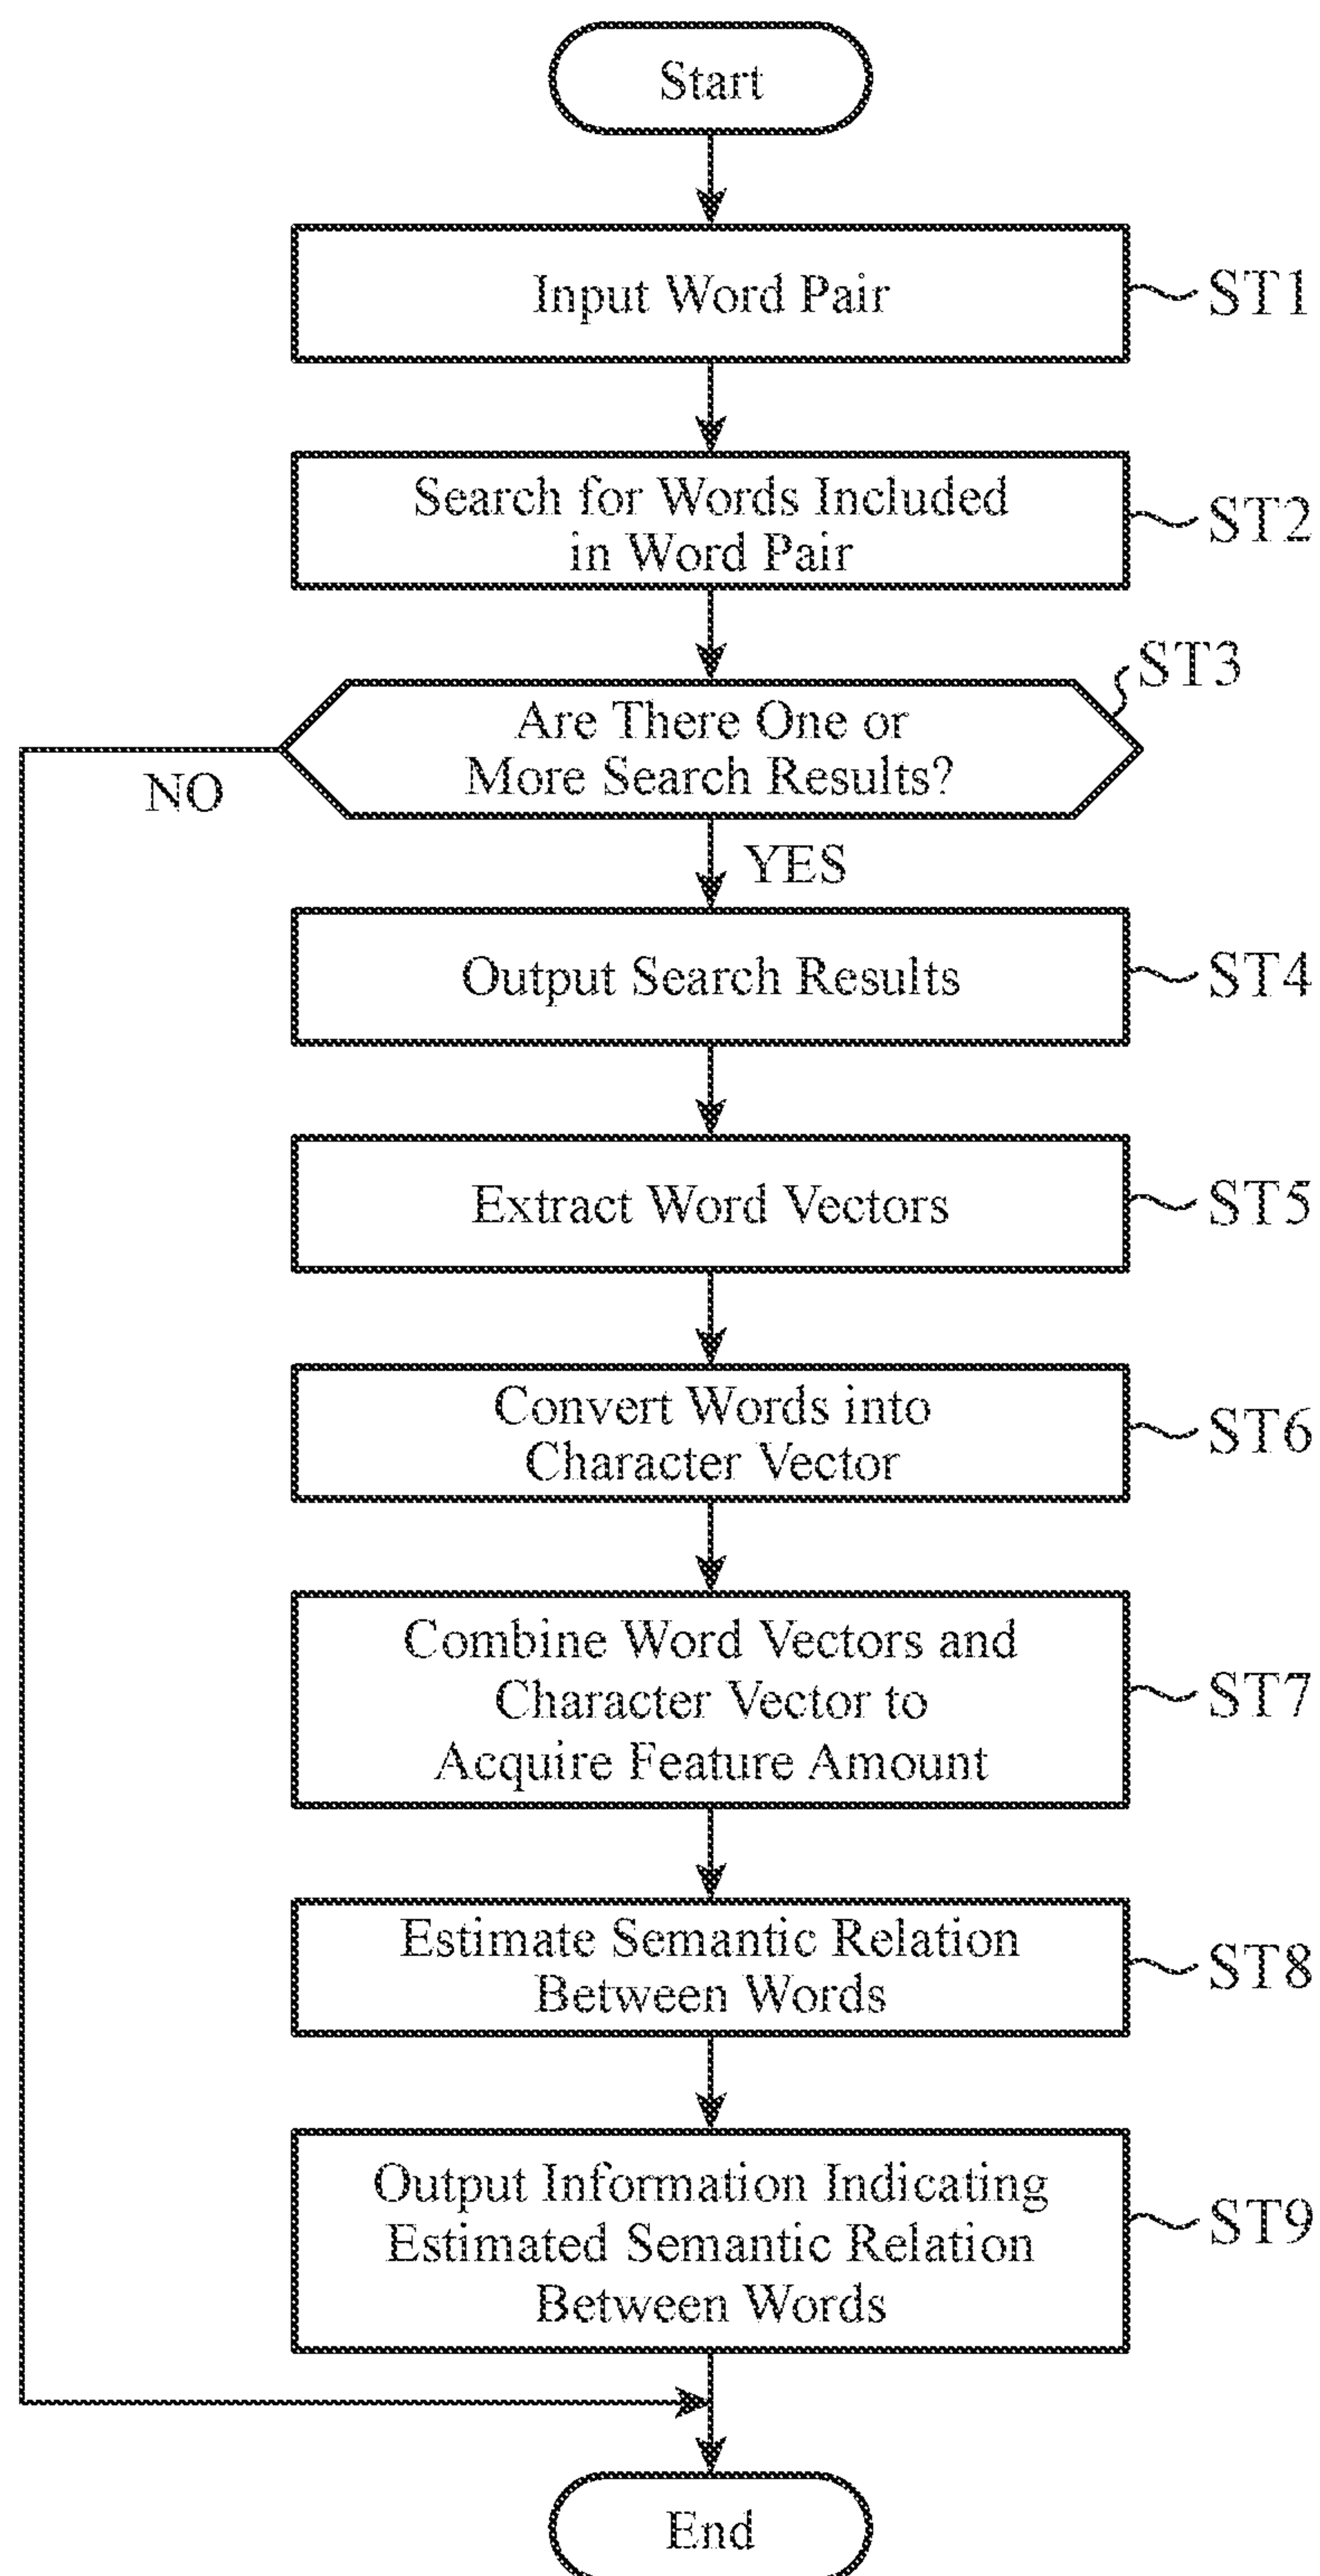 Start
Input Word Pair
ST1
Search for Words Included
in Word Pair
ST2
ST3
Are There One or
More Search Results?
NO
YES
Output Search Results
ST4
Extract Word Vectors
ST5
Convert Words into
Character Vector
ST6
Combine Word Vectors and
Character Vector to
Acquire Feature Amount
ST7
Estimate Semantic Relation
Between Words
ST8
Output Information Indicating
Estimated Semantic Relation
Between Words
ST9
End